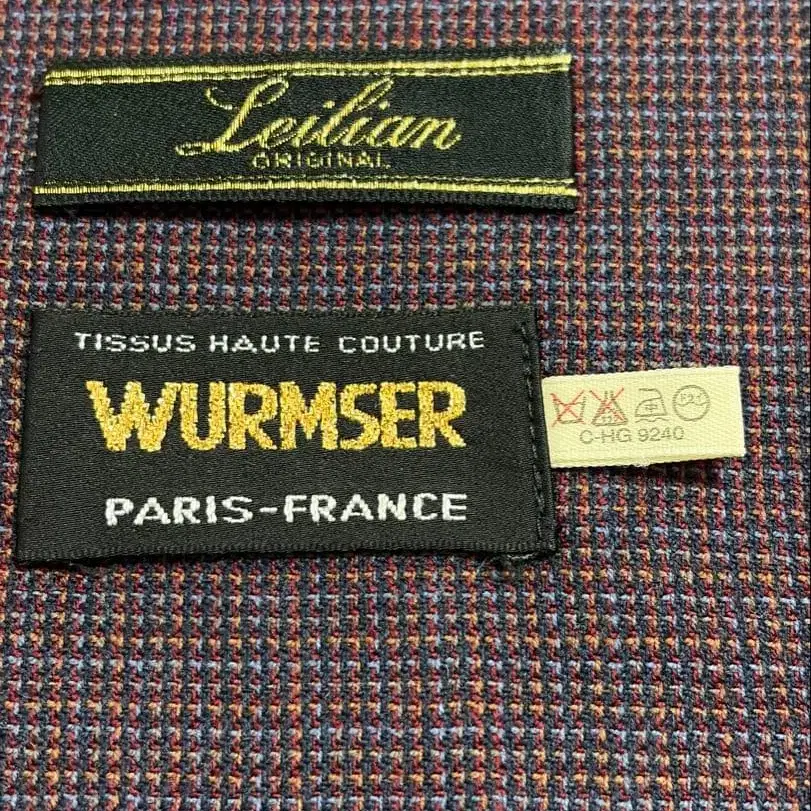 Leilian
ORIGINAL
TISSUS HAUTE COUTURE
WURMSER
PARIS-FRANCE
C-HG 9240